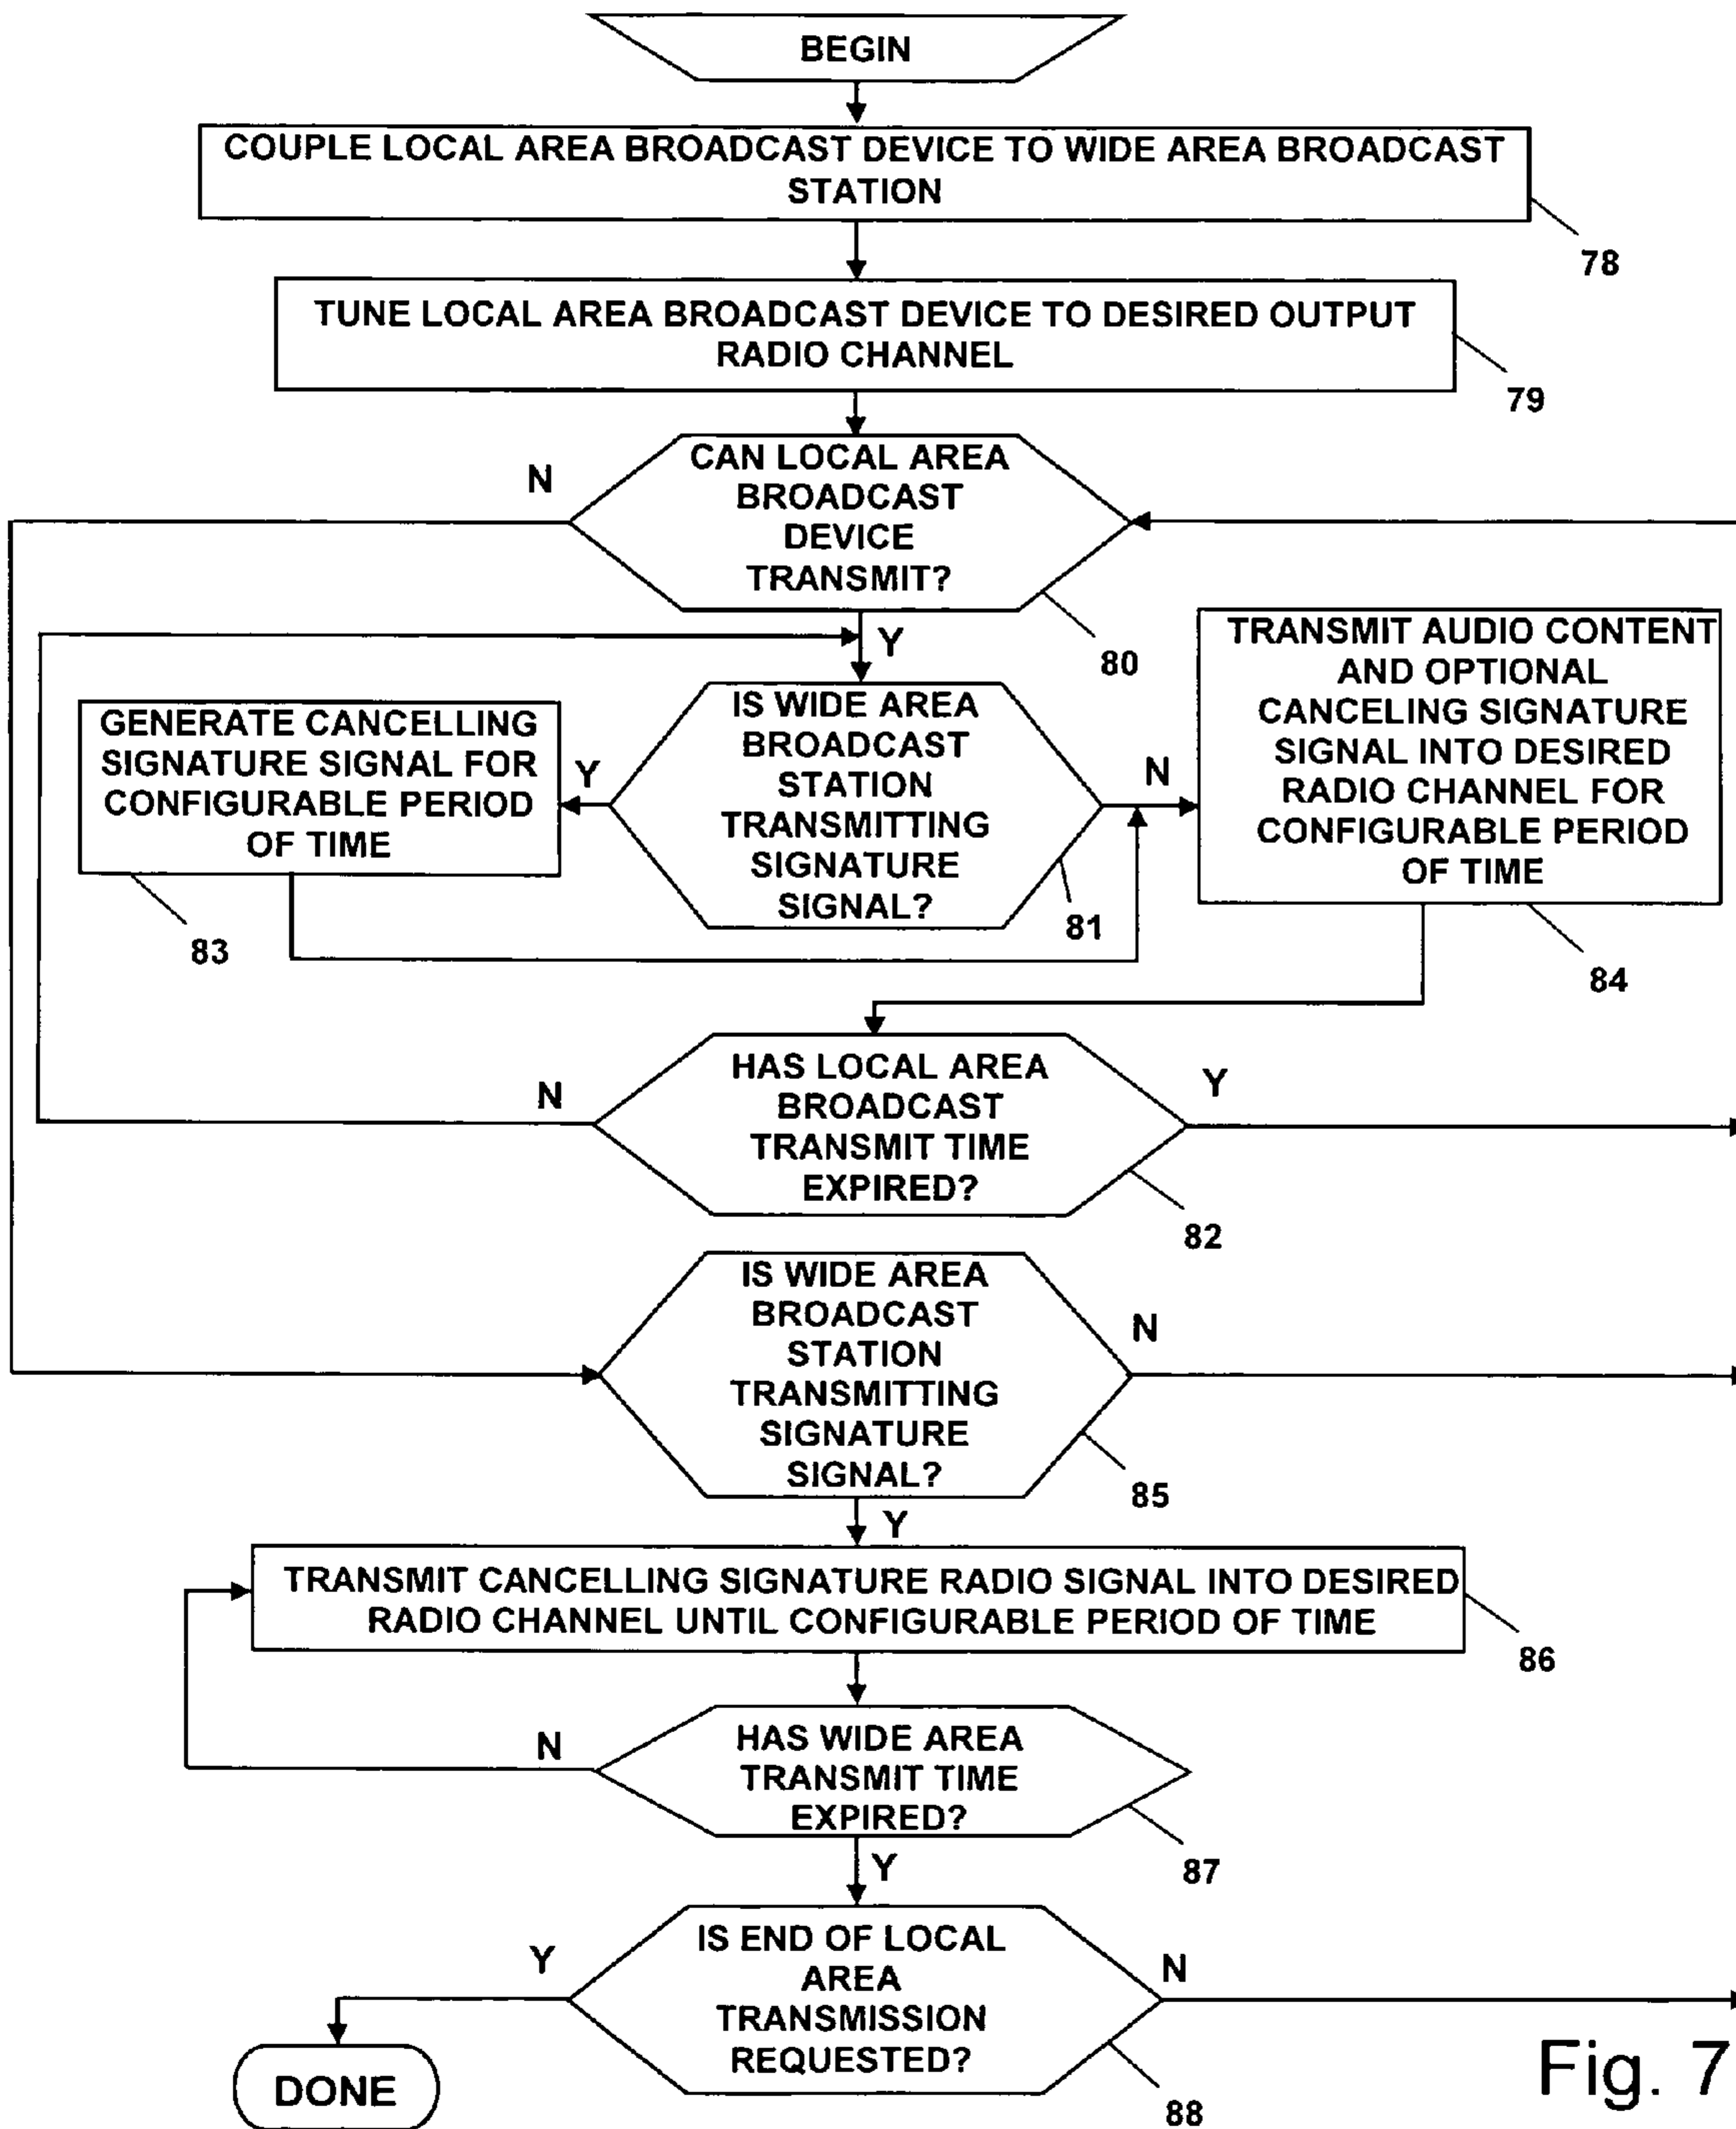 BEGIN
COUPLE LOCAL AREA BROADCAST DEVICE TO WIDE AREA BROADCAST
STATION
78
TUNE LOCAL AREA BROADCAST DEVICE TO DESIRED OUTPUT
RADIO CHANNEL
79
CAN LOCAL AREA
BROADCAST
DEVICE
TRANSMIT?
N
Y
80
IS WIDE AREA
BROADCAST
STATION
TRANSMITTING
SIGNATURE
SIGNAL?
Y
N
81
GENERATE CANCELLING
SIGNATURE SIGNAL FOR
CONFIGURABLE PERIOD
OF TIME
83
TRANSMIT AUDIO CONTENT
AND OPTIONAL
CANCELING SIGNATURE
SIGNAL INTO DESIRED
RADIO CHANNEL FOR
CONFIGURABLE PERIOD
OF TIME
84
HAS LOCAL AREA
BROADCAST
TRANSMIT TIME
EXPIRED?
N
Y
82
IS WIDE AREA
BROADCAST
STATION
TRANSMITTING
SIGNATURE
SIGNAL?
N
85
Y
TRANSMIT CANCELLING SIGNATURE RADIO SIGNAL INTO DESIRED
RADIO CHANNEL UNTIL CONFIGURABLE PERIOD OF TIME
86
HAS WIDE AREA
TRANSMIT TIME
EXPIRED?
N
87
Y
IS END OF LOCAL
AREA
TRANSMISSION
REQUESTED?
Y
N
88
DONE
Fig. 7